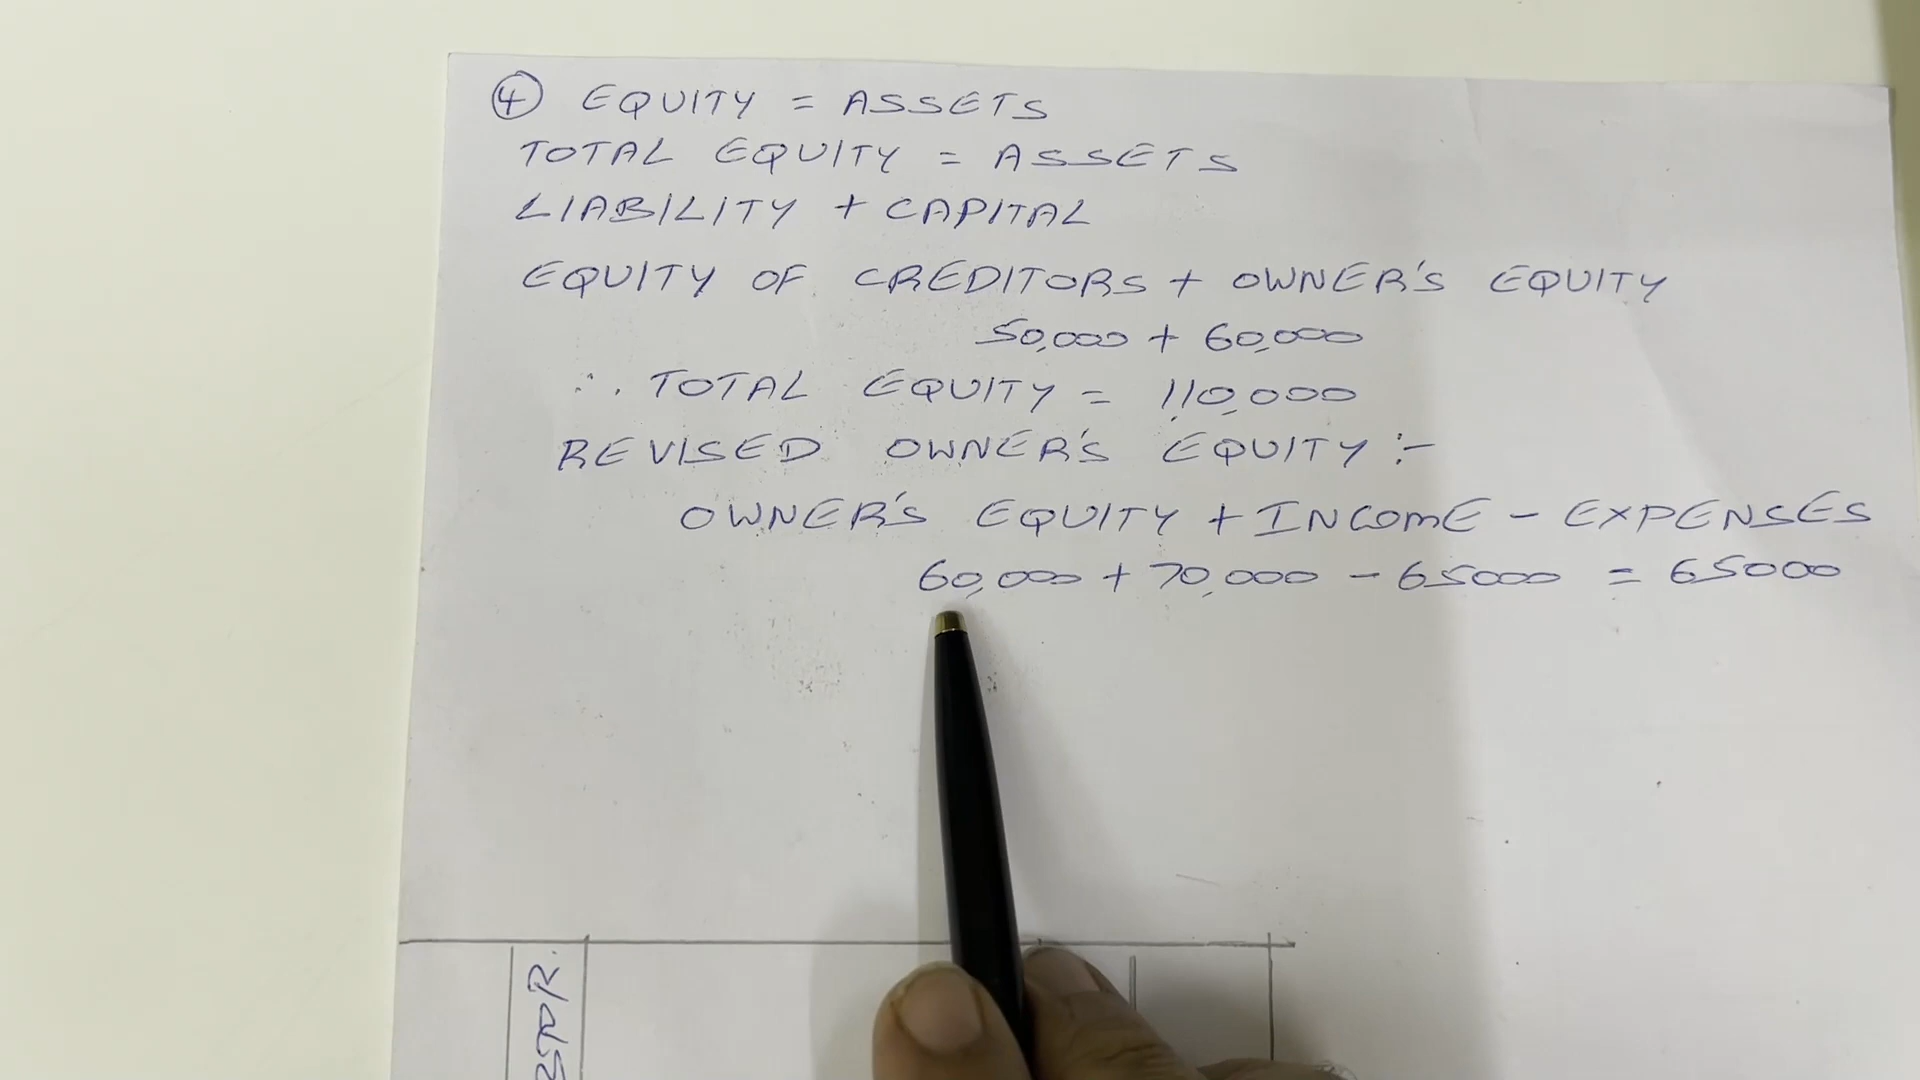 ④ EQUITY = ASSETS
TOTAL EQUITY = ASSETS
LIABILITY + CAPITAL
EQUITY OF CREDITORS + OWNER'S EQUITY
50,000 + 60,000
∴ TOTAL EQUITY = 110,000
REVISED OWNER'S EQUITY :-
OWNER'S EQUITY + INCOME - EXPENSES
60,000 + 70,000 - 65000 = 65000